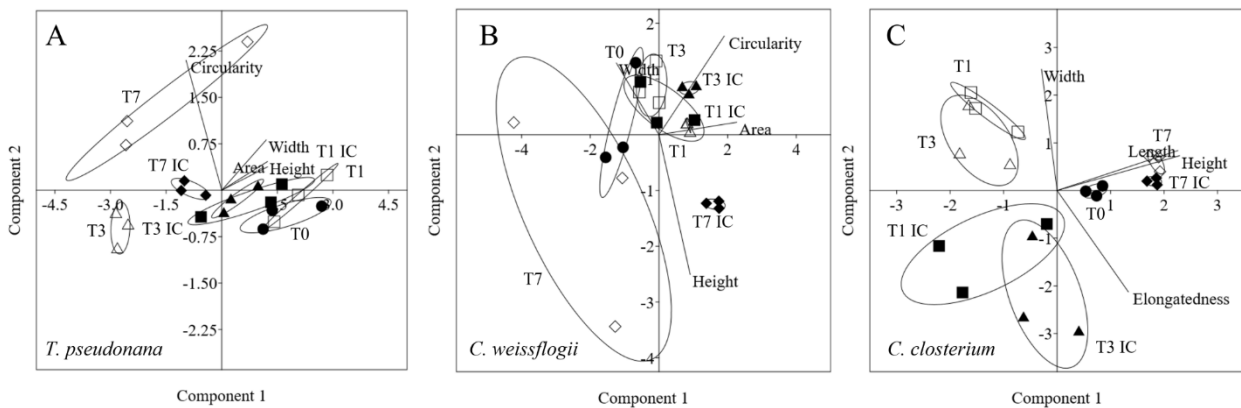 A
2.25
Circularity
T7
1.50
0.75
Width
Area
Height
T1 IC
T1
T7 IC
-4.5
-3.0
-1.5
1.5
3.0
4.5
T3
T3 IC
T0
-0.75
-1.50
-2.25
T. pseudonana
Component 1
Component 2
B
2
T0
T3
Circularity
Width
T3 IC
T1 IC
Area
T1
-4
-2
2
4
-1
T7 IC
T7
Height
-2
-3
-4
C. weissflogii
Component 1
Component 2
C
3
T1
Width
2
T3
1
T7
Length
Height
T7 IC
T0
-3
-2
-1
1
2
3
T1 IC
-1
-2
Elongatedness
-3
T3 IC
C. closterium
Component 1
Component 2